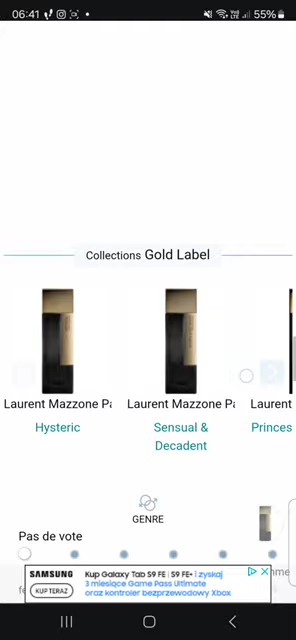 06:41
55%
Collections Gold Label
Laurent Mazzone Pa
Laurent Mazzone Pa
Laurent
Hysteric
Sensual &
Decadent
Princes
GENRE
Pas de vote
SAMSUNG
KUP TERAZ
Kup Galaxy Tab S9 FE | S9 FE+ i zyskaj
3 miesiące Game Pass Ultimate
oraz kontroler bezprzewodowy Xbox